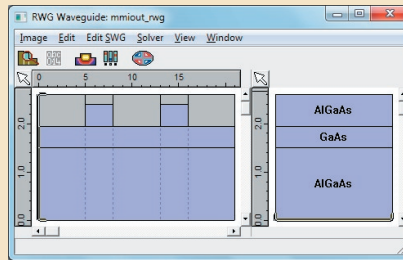 RWG Waveguide: mmiout_rwg
Image Edit Edit SWG Solver View Window
0 5 10 15
2.0
1.0
0.0
2.0
1.0
0.0
AlGaAs
GaAs
AlGaAs